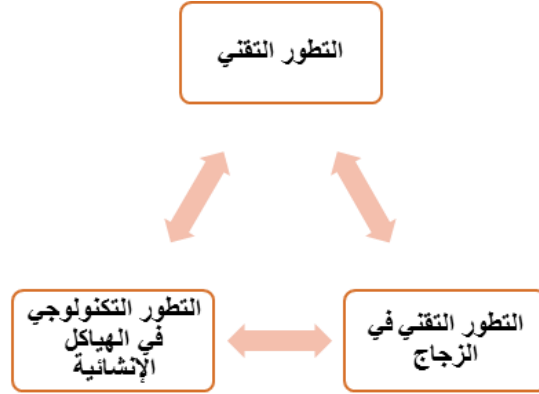 التطور التقني
التطور التقني في
الزجاج
التطور التكنولوجي
في الهياكل
الإنشائية